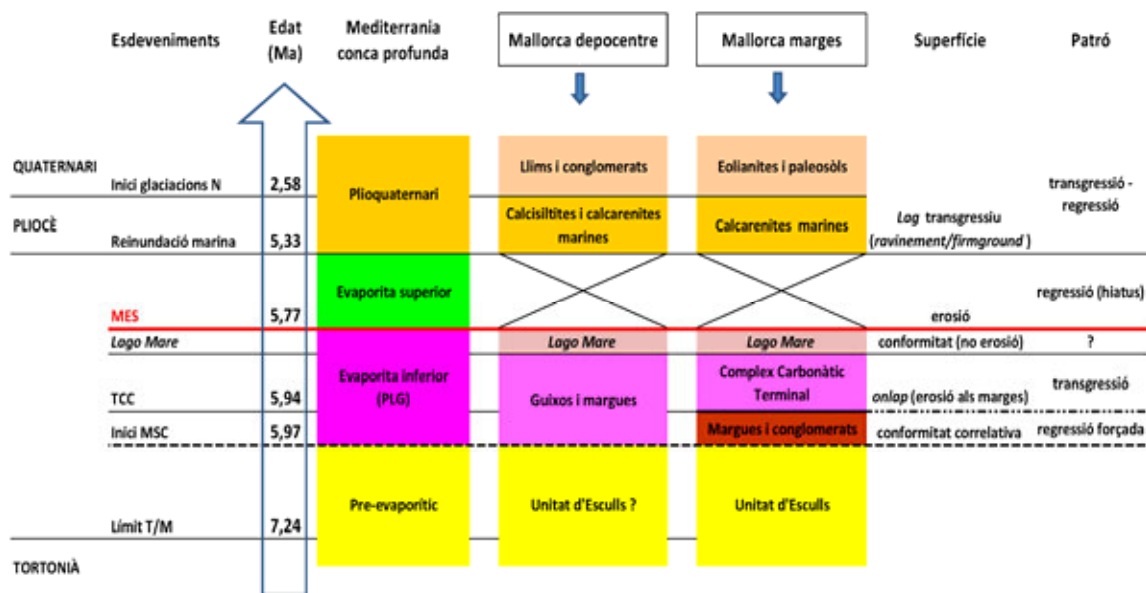 Esdeveniments
Edat
(Ma)
Mediterrania
conca profunda
Mallorca depocentre
Mallorca marges
Superfície
Patró
QUATERNARI
Inici glaciacions N
2,58
Plioquaternari
Llims i conglomerats
Eolianites i paleosòls
transgressió -
regressió
PLIOCÈ
Reinundació marina
5,33
Calcisiltites i calcarenites
marines
Calcarenites marines
Lag transgressiu
(ravinement/firmground )
Evaporita superior
regressió (hiatus)
MES
5,77
erosió
Lago Mare
Lago Mare
Lago Mare
conformitat (no erosió)
?
Evaporita inferior
(PLG)
Guixos i margues
Complex Carbonàtic
Terminal
transgressió
TCC
5,94
onlap (erosió als marges)
Inici MSC
5,97
Margues i conglomerats
conformitat correlativa
regressió forçada
Pre-evaporític
Unitat d'Esculls ?
Unitat d'Esculls
Límit T/M
7,24
TORTONIÀ